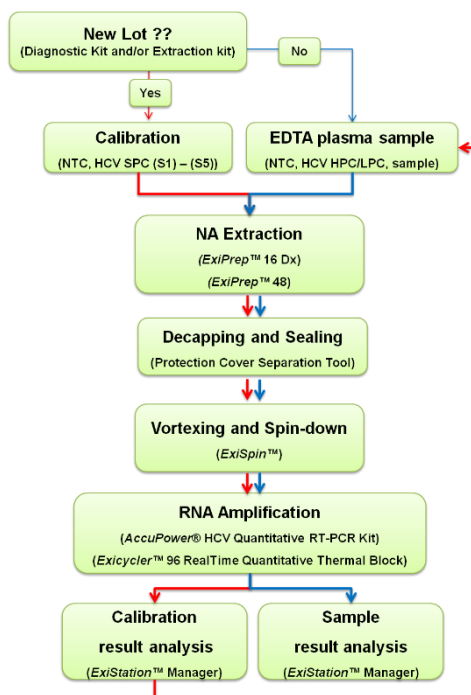 New Lot ??
(Diagnostic Kit and/or Extraction kit)
No
Yes
Calibration
(NTC, HCV SPC (S1) – (S5))
EDTA plasma sample
(NTC, HCV HPC/LPC, sample)
NA Extraction
(ExiPrep™ 16 Dx)
(ExiPrep™ 48)
Decapping and Sealing
(Protection Cover Separation Tool)
Vortexing and Spin-down
(ExiSpin™)
RNA Amplification
(AccuPower® HCV Quantitative RT-PCR Kit)
(Exicycler™ 96 RealTime Quantitative Thermal Block)
Calibration
result analysis
(ExiStation™ Manager)
Sample
result analysis
(ExiStation™ Manager)